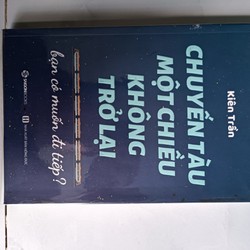 Kiên Trần
CHUYẾN TÀU
MỘT CHIỀU
KHÔNG
TRỞ LẠI
bạn có muốn đi tiếp?